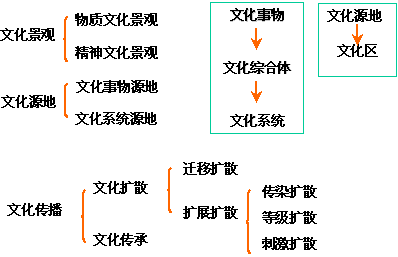 文化景观
物质文化景观
精神文化景观
文化源地
文化事物源地
文化系统源地
文化事物
文化综合体
文化系统
文化源地
文化区
文化传播
文化扩散
迁移扩散
扩展扩散
传染扩散
等级扩散
刺激扩散
文化传承